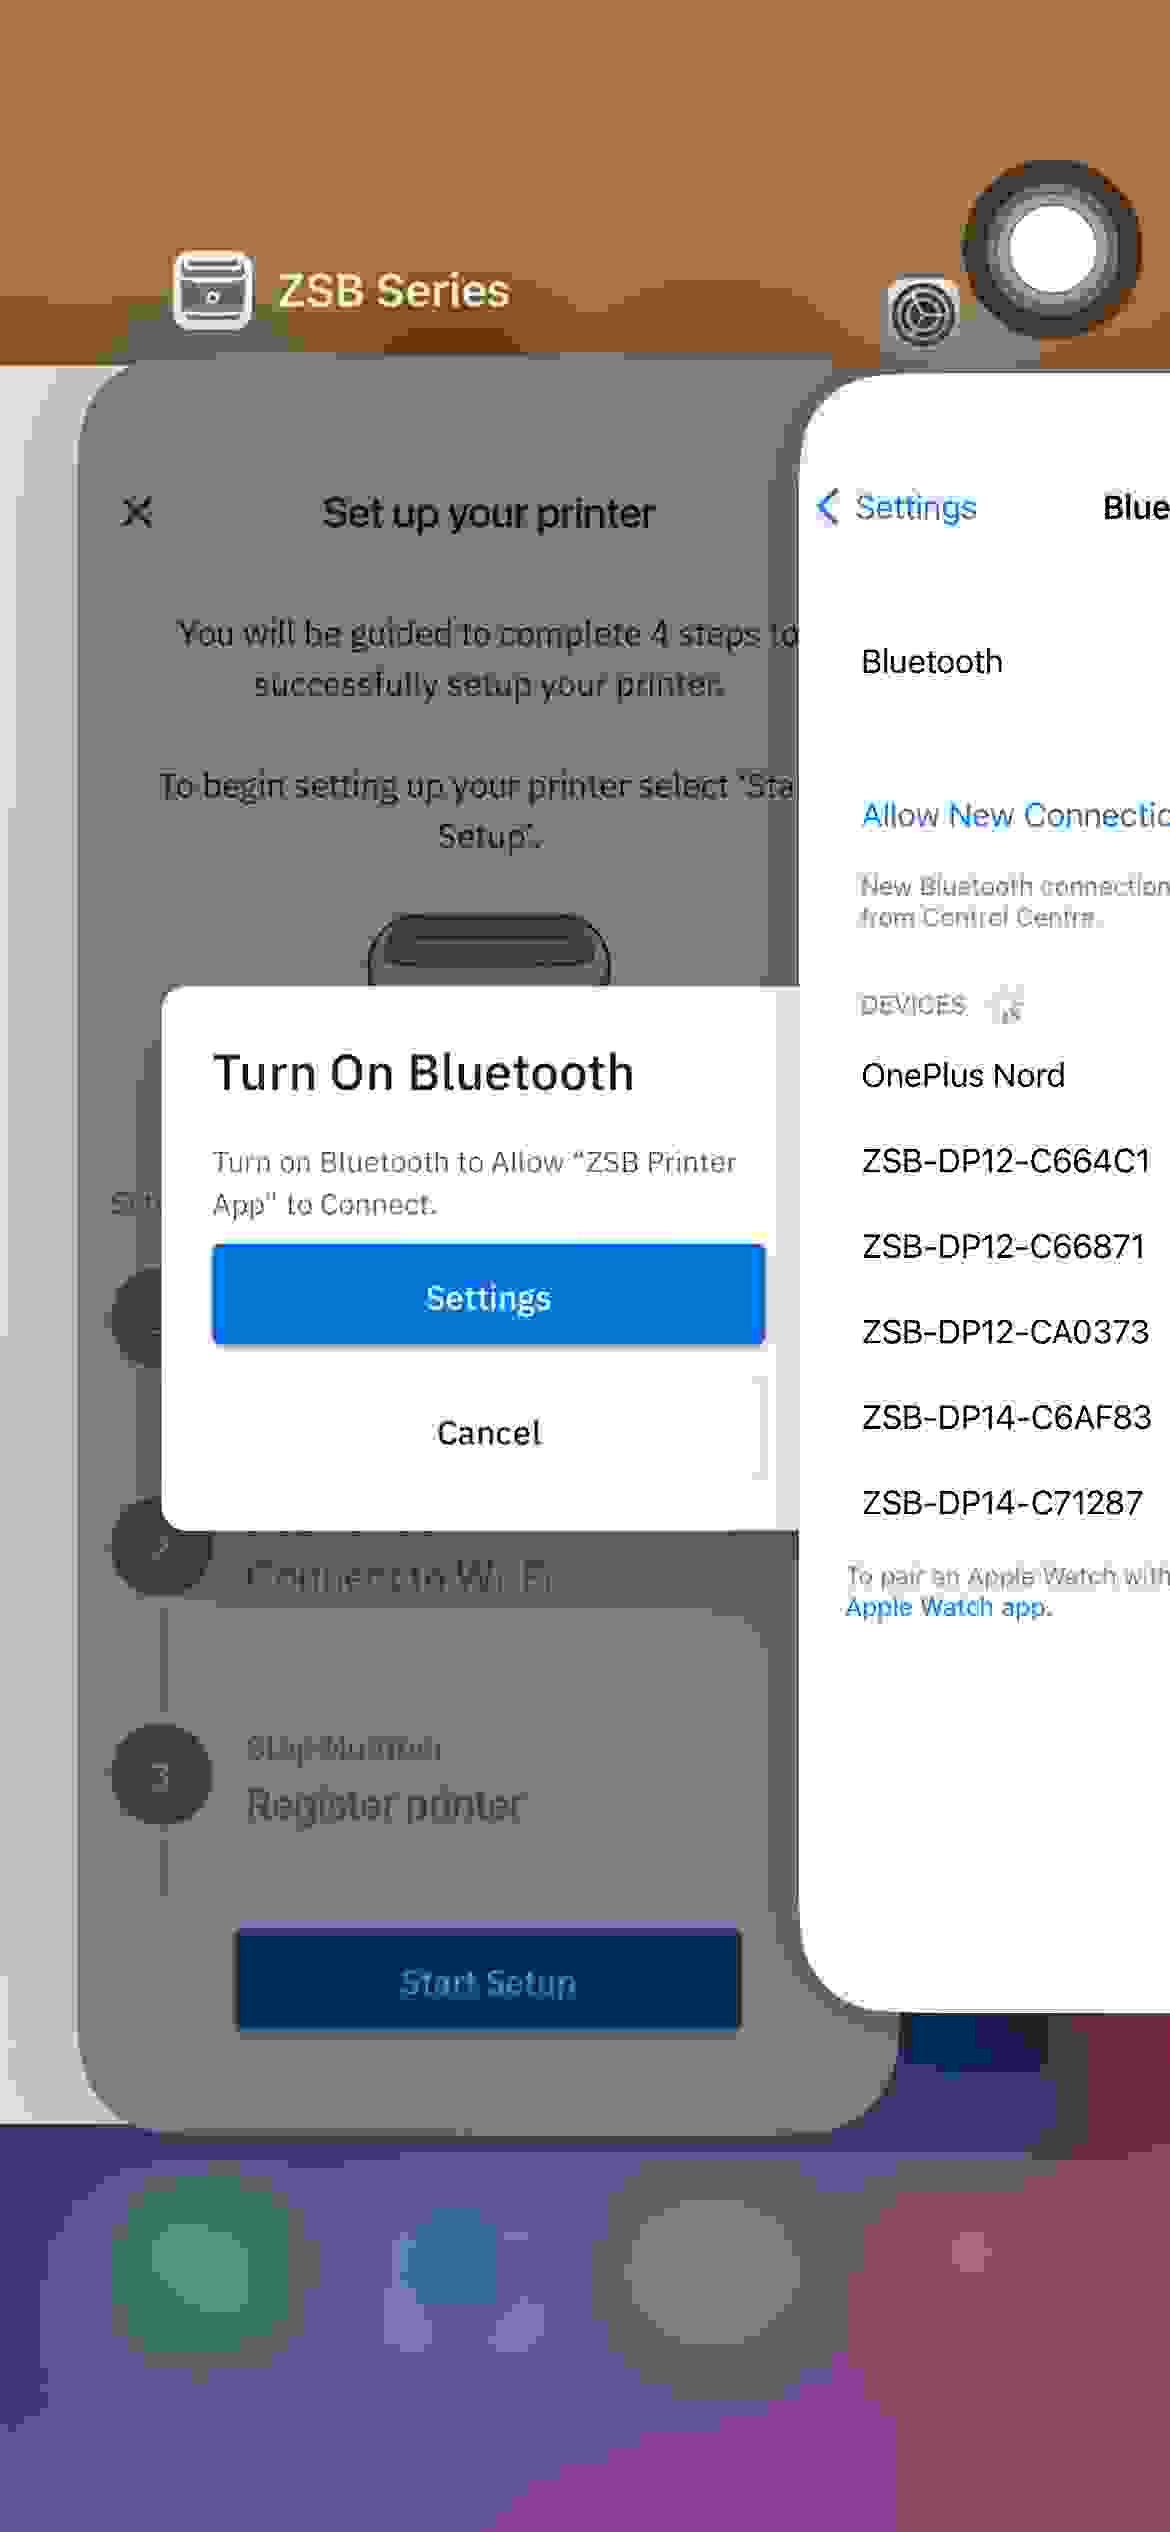 ZSB Series
Set up your printer
You will be guided to complete 4 steps to
successfully setup your printer.
To begin setting up your printer select "Sta
Setup".
Turn On Bluetooth
Turn on Bluetooth to Allow “ZSB Printer
App” to Connect.
Settings
Cancel
2
Connect to Wi-Fi
3
Register printer
Start Setup
Settings
Blue
Bluetooth
Allow New Connectio
New Bluetooth connection
from Control Centre.
DEVICES
OnePlus Nord
ZSB-DP12-C664C1
ZSB-DP12-C66871
ZSB-DP12-CA0373
ZSB-DP14-C6AF83
ZSB-DP14-C71287
To pair an Apple Watch with
Apple Watch app.